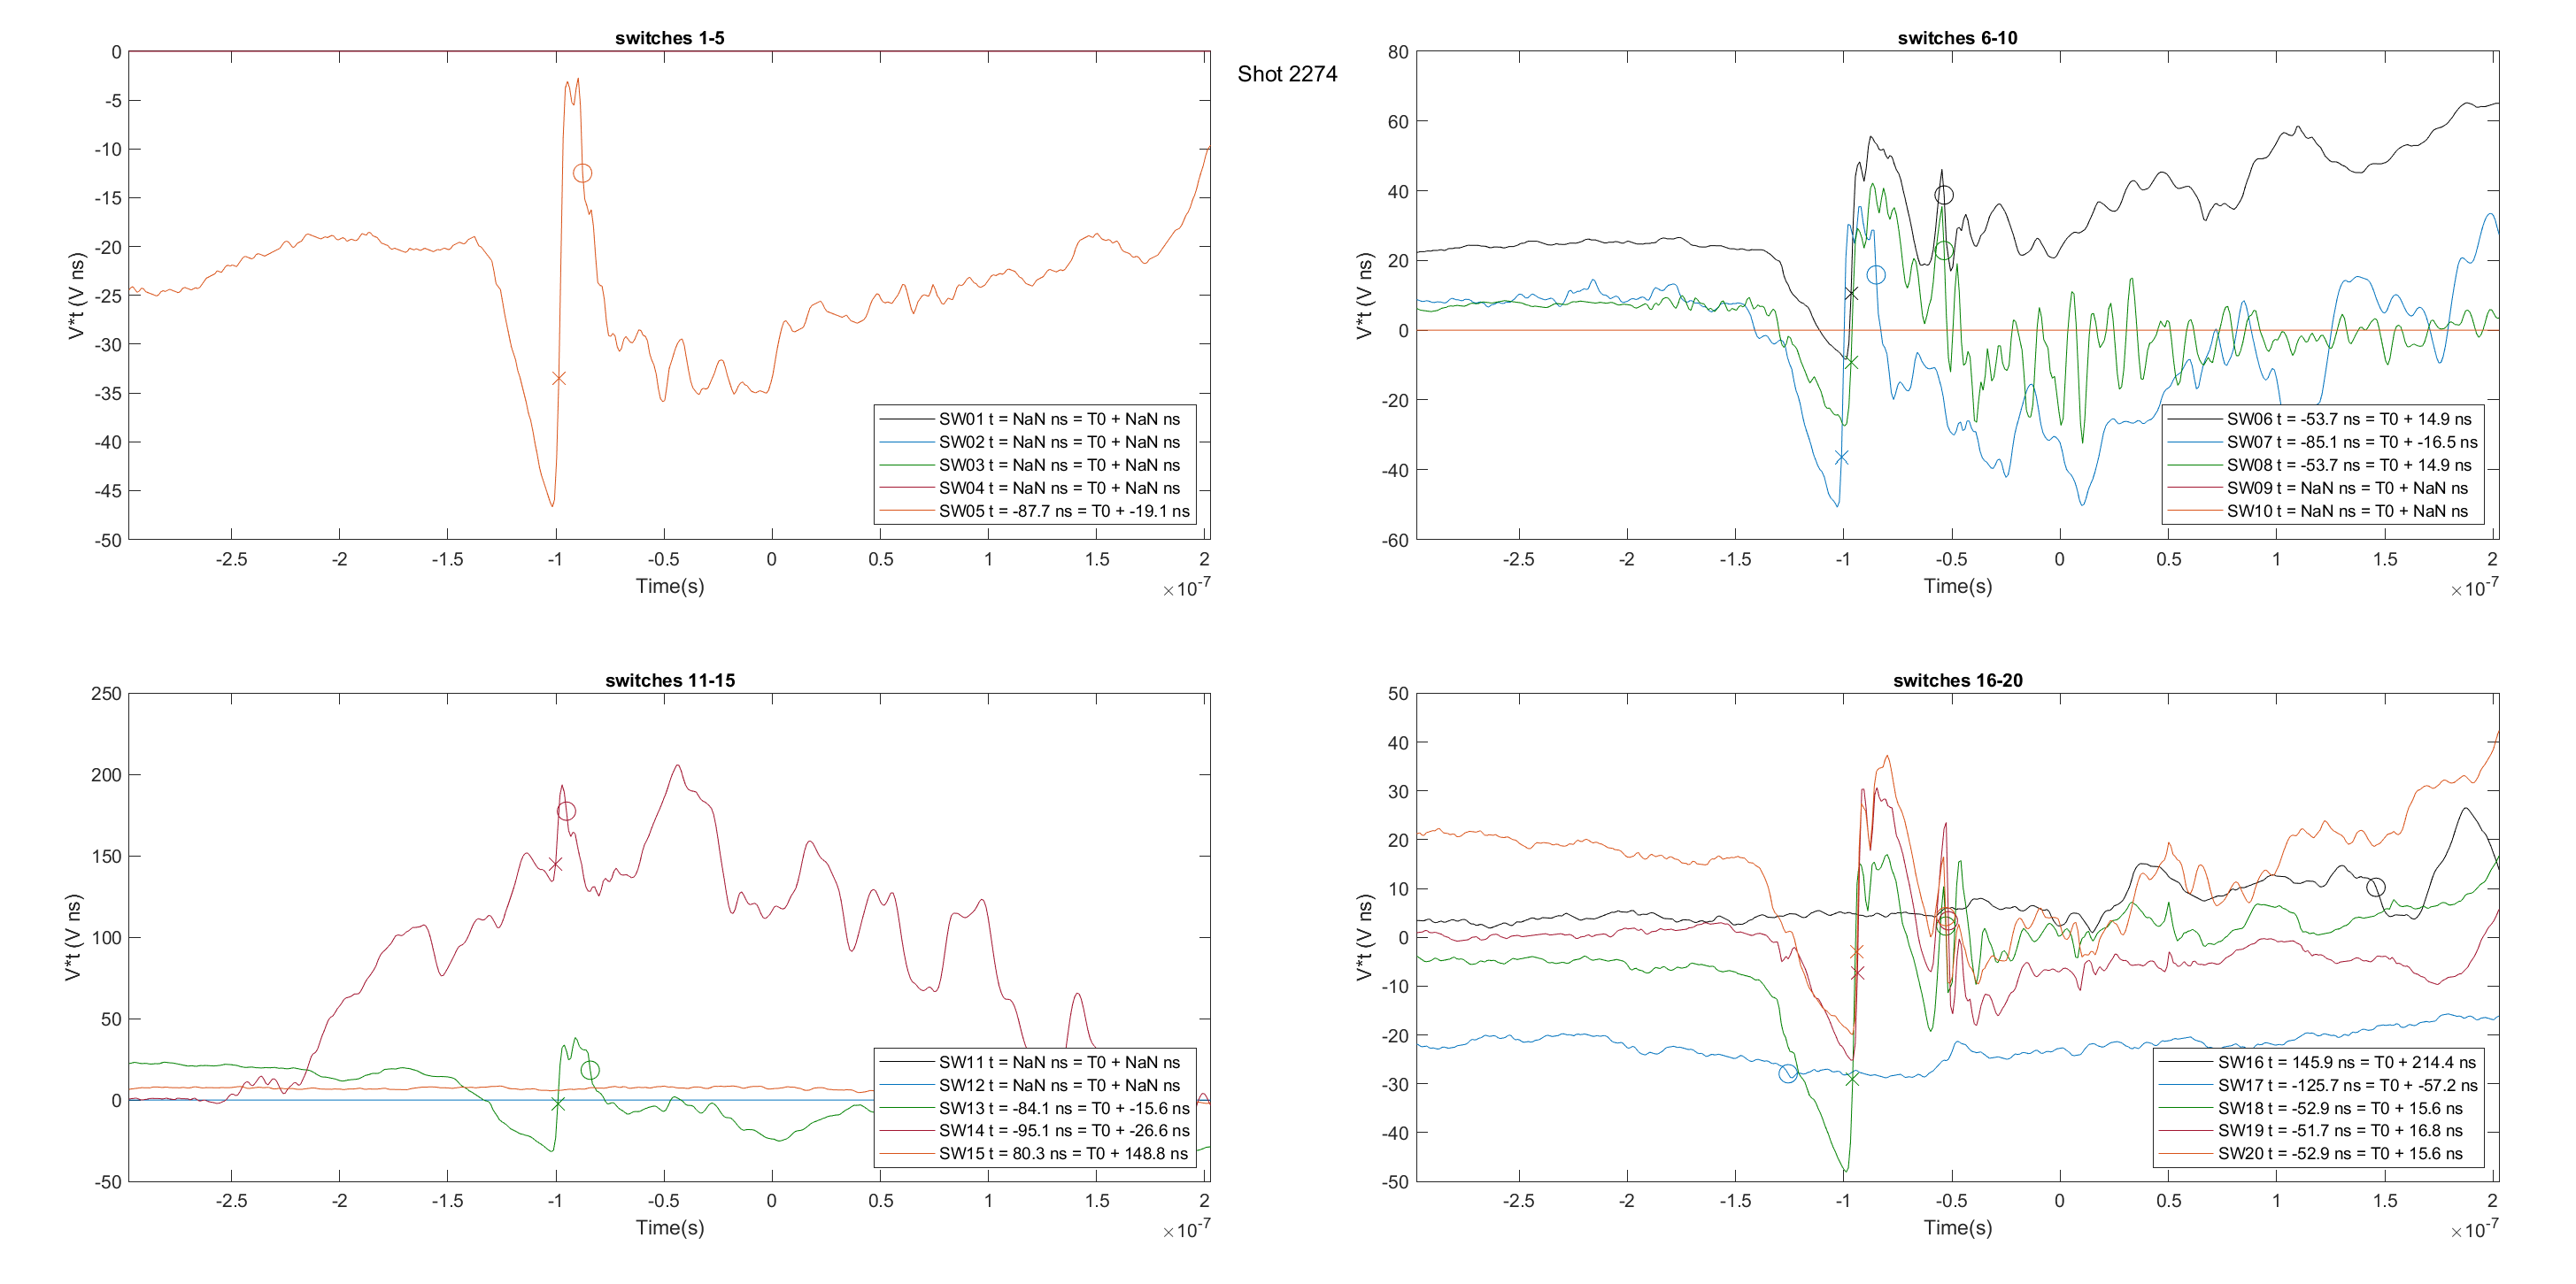 Shot 2274
switches 1-5
0
-5
-10
-15
-20
-25
-30
-35
-40
-45
-50
V*t (V ns)
-2.5 -2 -1.5 -1 -0.5 0 0.5 1 1.5 2
Time(s)
×10-7
SW01 t = NaN ns = T0 + NaN ns
SW02 t = NaN ns = T0 + NaN ns
SW03 t = NaN ns = T0 + NaN ns
SW04 t = NaN ns = T0 + NaN ns
SW05 t = -87.7 ns = T0 + -19.1 ns
switches 6-10
80
60
40
20
0
-20
-40
-60
V*t (V ns)
-2.5 -2 -1.5 -1 -0.5 0 0.5 1 1.5 2
Time(s)
×10-7
SW06 t = -53.7 ns = T0 + 14.9 ns
SW07 t = -85.1 ns = T0 + -16.5 ns
SW08 t = -53.7 ns = T0 + 14.9 ns
SW09 t = NaN ns = T0 + NaN ns
SW10 t = NaN ns = T0 + NaN ns
switches 11-15
250
200
150
100
50
0
-50
V*t (V ns)
-2.5 -2 -1.5 -1 -0.5 0 0.5 1 1.5 2
Time(s)
×10-7
SW11 t = NaN ns = T0 + NaN ns
SW12 t = NaN ns = T0 + NaN ns
SW13 t = -84.1 ns = T0 + -15.6 ns
SW14 t = -95.1 ns = T0 + -26.6 ns
SW15 t = 80.3 ns = T0 + 148.8 ns
switches 16-20
50
40
30
20
10
0
-10
-20
-30
-40
-50
V*t (V ns)
-2.5 -2 -1.5 -1 -0.5 0 0.5 1 1.5 2
Time(s)
×10-7
SW16 t = 145.9 ns = T0 + 214.4 ns
SW17 t = -125.7 ns = T0 + -57.2 ns
SW18 t = -52.9 ns = T0 + 15.6 ns
SW19 t = -51.7 ns = T0 + 16.8 ns
SW20 t = -52.9 ns = T0 + 15.6 ns